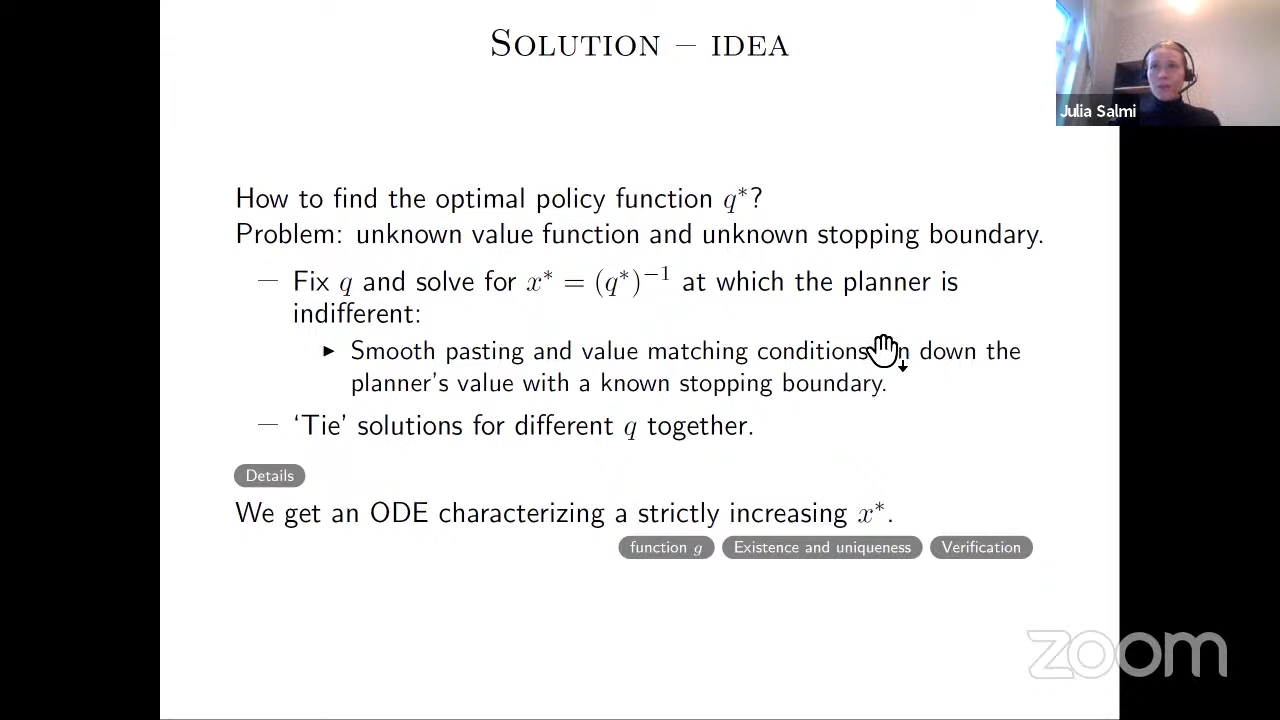 SOLUTION – IDEA
Julia Salmi
How to find the optimal policy function q*?
Problem: unknown value function and unknown stopping boundary.
— Fix q and solve for x* = (q*)⁻¹ at which the planner is
indifferent:
▶ Smooth pasting and value matching conditions down the
planner's value with a known stopping boundary.
— ‘Tie’ solutions for different q together.
Details
We get an ODE characterizing a strictly increasing x*.
function g
Existence and uniqueness
Verification
zoom